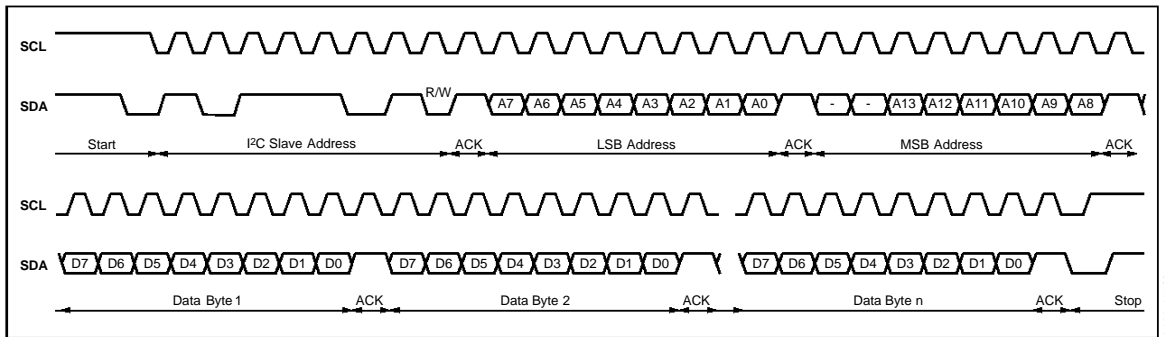 SCL
R/W
SDA A7 A6 A5 A4 A3 A2 A1 A0 - - A13 A12 A11 A10 A9 A8
Start I²C Slave Address ACK LSB Address ACK MSB Address ACK
SCL
SDA D7 D6 D5 D4 D3 D2 D1 D0 D7 D6 D5 D4 D3 D2 D1 D0 D7 D6 D5 D4 D3 D2 D1 D0
Data Byte 1 ACK Data Byte 2 ACK Data Byte n ACK Stop